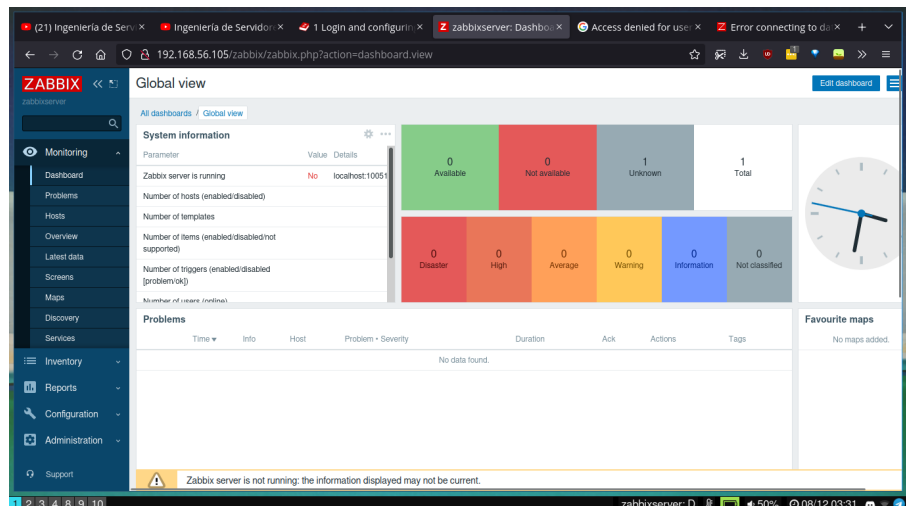 (21) Ingeniería de Serv
Ingeniería de Servidore
1 Login and configuring
zabbixserver: Dashboa
Access denied for user
Error connecting to da
192.168.56.105/zabbix/zabbix.php?action=dashboard.view
ZABBIX
Global view
Edit dashboard
zabbixserver
All dashboards / Global view
Monitoring
Dashboard
Problems
Hosts
Overview
Latest data
Screens
Maps
Discovery
Services
Inventory
Reports
Configuration
Administration
Support
System information
Parameter Value Details
Zabbix server is running No localhost:10051
Number of hosts (enabled/disabled)
Number of templates
Number of items (enabled/disabled/not
supported)
Number of triggers (enabled/disabled
[problem/ok])
Number of users (online)
0 0 1 1
Available Not available Unknown Total
0 0 0 0 0 0
Disaster High Average Warning Information Not classified
Problems
Time Info Host Problem • Severity Duration Ack Actions Tags
No data found.
Favourite maps
No maps added.
Zabbix server is not running: the information displayed may not be current.
1 2 3 4 8 9 10
zabbixserver: D 50% 08/12 03:31